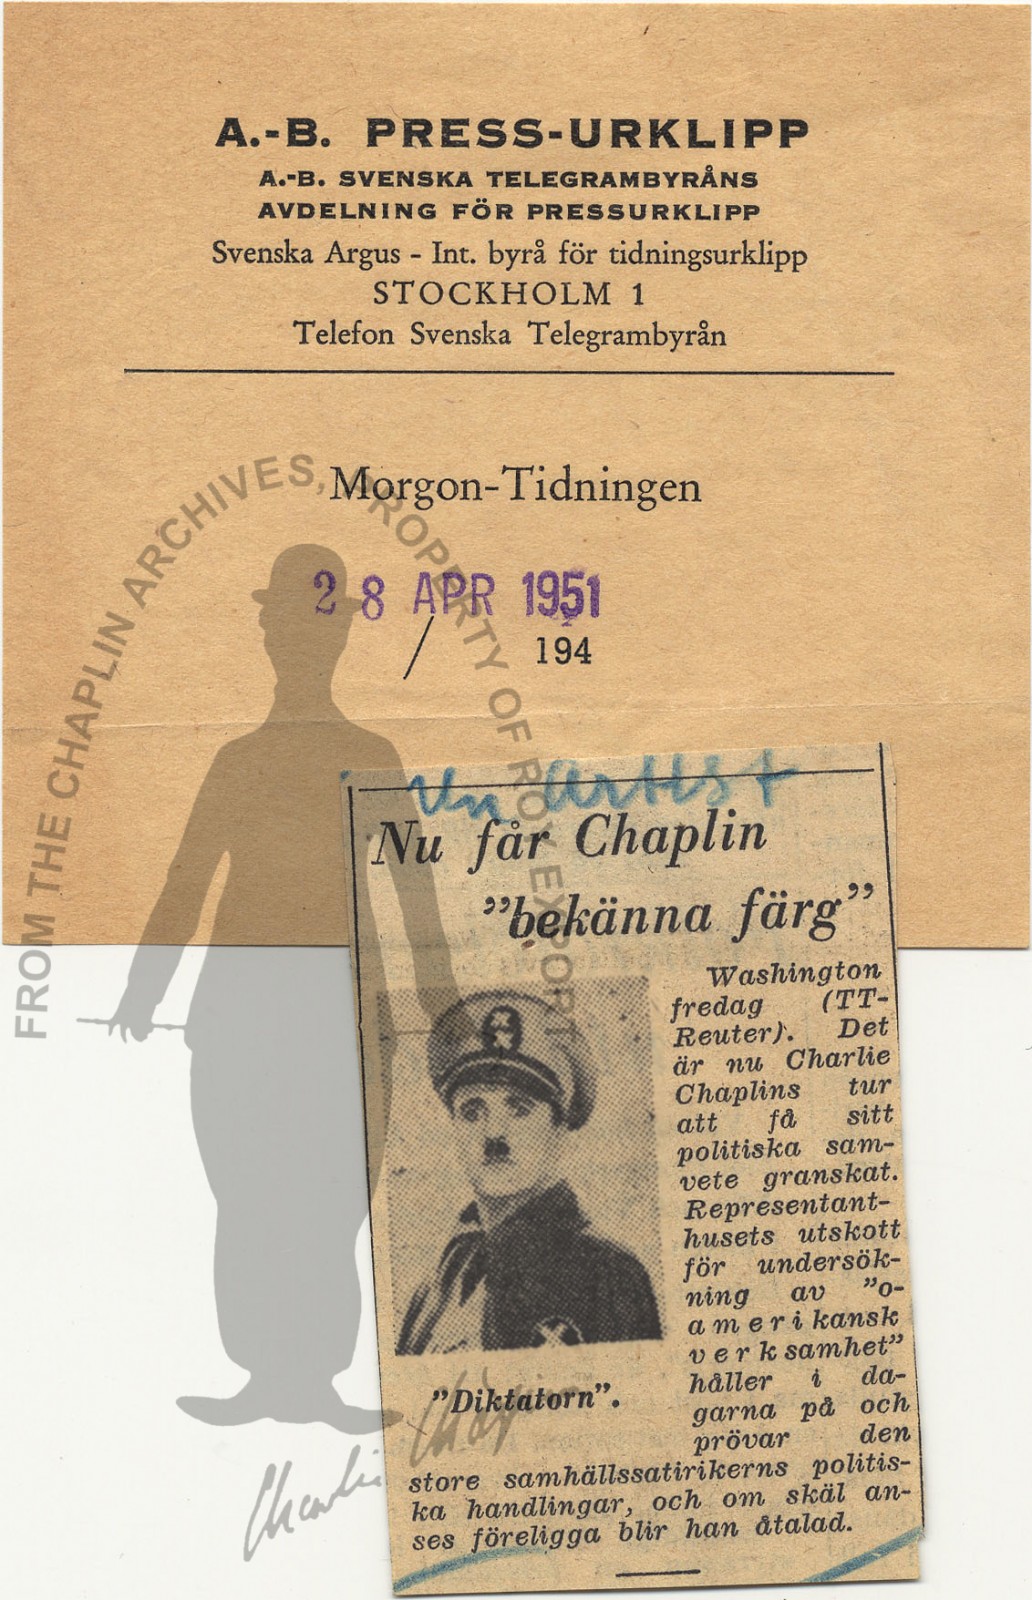 A.-B. PRESS-URKLIPP
A.-B. SVENSKA TELEGRAMBYRÅNS
AVDELNING FÖR PRESSURKLIPP
Svenska Argus - Int. byrå för tidningsurklipp
STOCKHOLM 1
Telefon Svenska Telegrambyrån
Morgon-Tidningen
28 APR 1951
/ 194
FROM THE CHAPLIN ARCHIVES, PROPERTY OF ROY EXPORT
Un Artist
Nu får Chaplin
"bekänna färg"
Washington
fredag (TT-
Reuter). Det
är nu Charlie
Chaplins tur
att få sitt
politiska sam-
vete granskat.
Representant-
husets utskott
för undersök-
ning av "o-
amerikansk
verksamhet"
håller i da-
garna på och
prövar den
store samhällssatirikerns politis-
ka handlingar, och om skäl an-
ses föreligga blir han åtalad.
"Diktatorn".
Charlie Chaplin